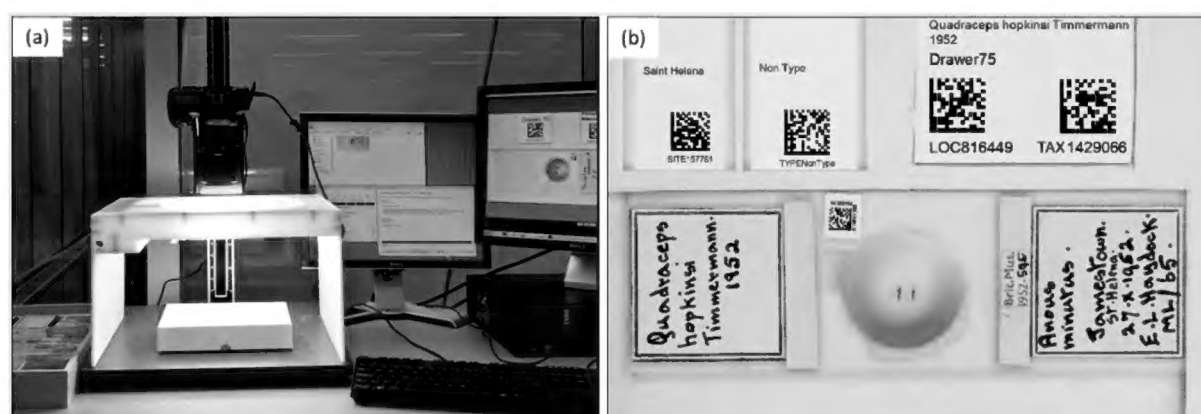 (a)
(b)
Saint Helena
SITE*57761
Non Type
TYPENonType
Quadraceps hopkinsi Timmermann
1952
Drawer75
LOC816449 TAX1429066
Quadraceps
hopkinsi
Timmermann.
1952
Brit. Mus.
1952-595
Anous
minutus.
Jamestown.
St. Helena.
27-x-1952.
E.L. Haydock.
ML/65.